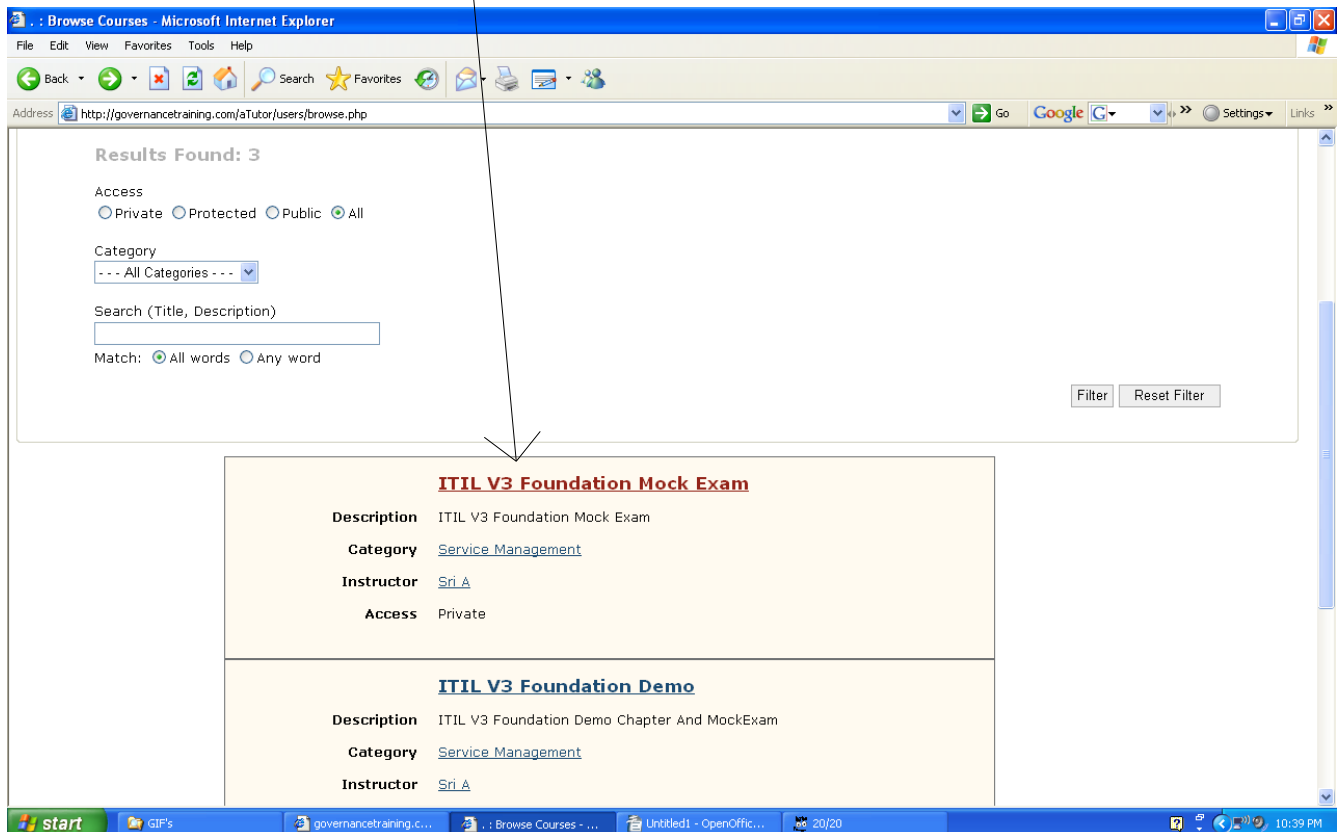 . : Browse Courses - Microsoft Internet Explorer
File Edit View Favorites Tools Help
Back Search Favorites
Address http://governancetraining.com/aTutor/users/browse.php Go Google G Settings Links »
Results Found: 3
Access
Private Protected Public All
Category
- - - All Categories - - -
Search (Title, Description)
Match: All words Any word
Filter Reset Filter
ITIL V3 Foundation Mock Exam
Description ITIL V3 Foundation Mock Exam
Category Service Management
Instructor Sri A
Access Private
ITIL V3 Foundation Demo
Description ITIL V3 Foundation Demo Chapter And MockExam
Category Service Management
Instructor Sri A
start GIF's governancetraining.c... . : Browse Courses - ... Untitled1 - OpenOffic... 20/20 10:39 PM